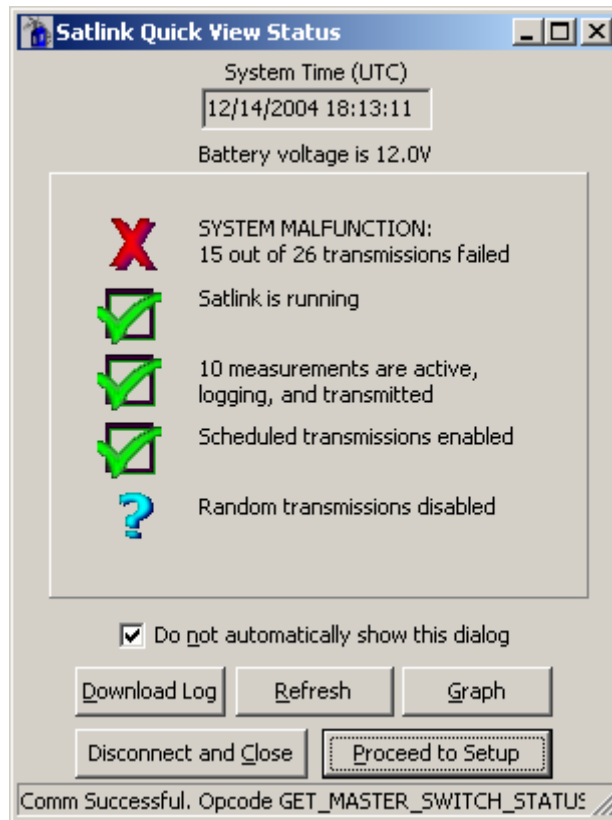 Satlink Quick View Status
System Time (UTC)
12/14/2004 18:13:11
Battery voltage is 12.0V
SYSTEM MALFUNCTION:
15 out of 26 transmissions failed
Satlink is running
10 measurements are active,
logging, and transmitted
Scheduled transmissions enabled
Random transmissions disabled
Do not automatically show this dialog
Download Log Refresh Graph
Disconnect and Close Proceed to Setup
Comm Successful. Opcode GET_MASTER_SWITCH_STATUS